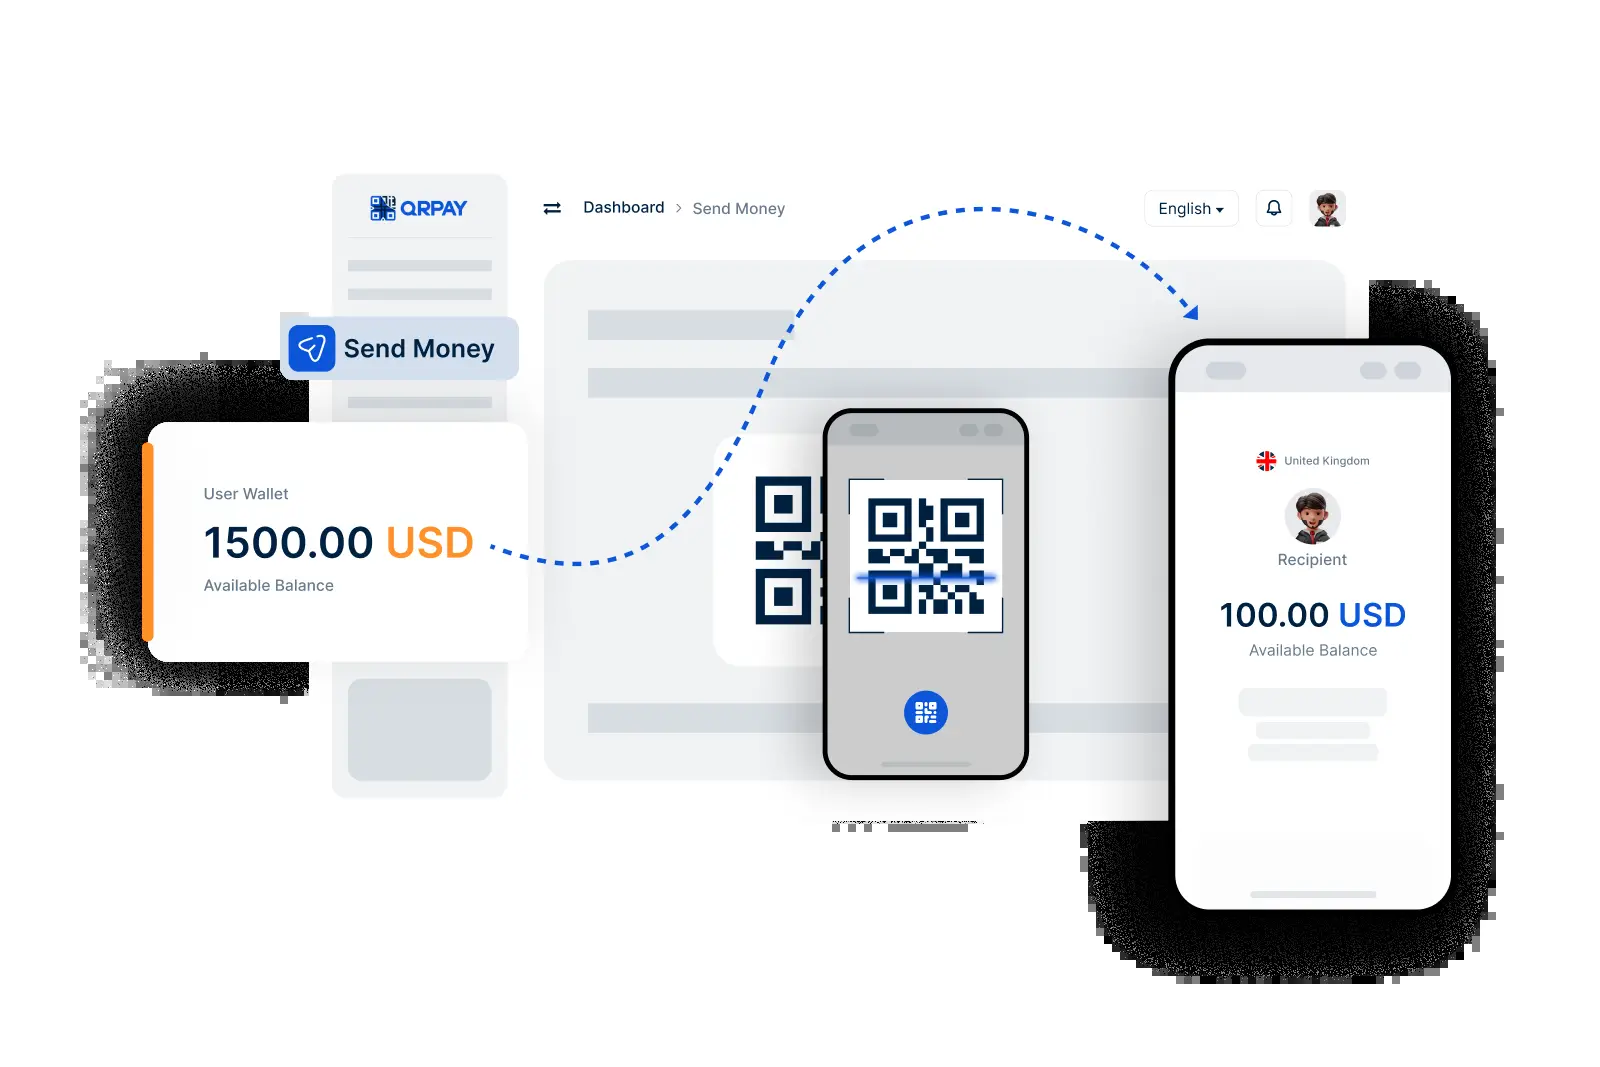 QRPAY
Dashboard > Send Money
English
Send Money
User Wallet
1500.00 USD
Available Balance
United Kingdom
Recipient
100.00 USD
Available Balance